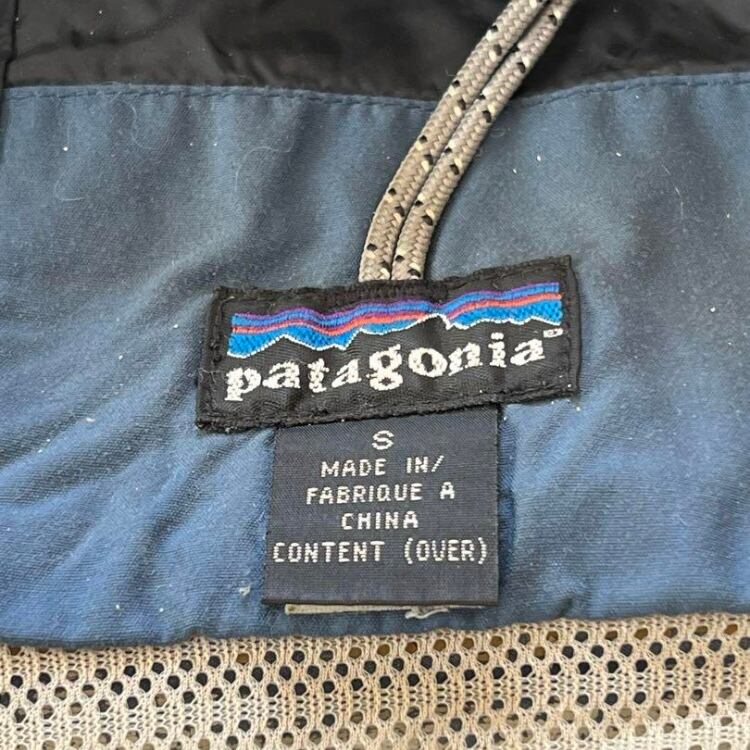 patagonia
S
MADE IN/
FABRIQUE A
CHINA
CONTENT (OVER)